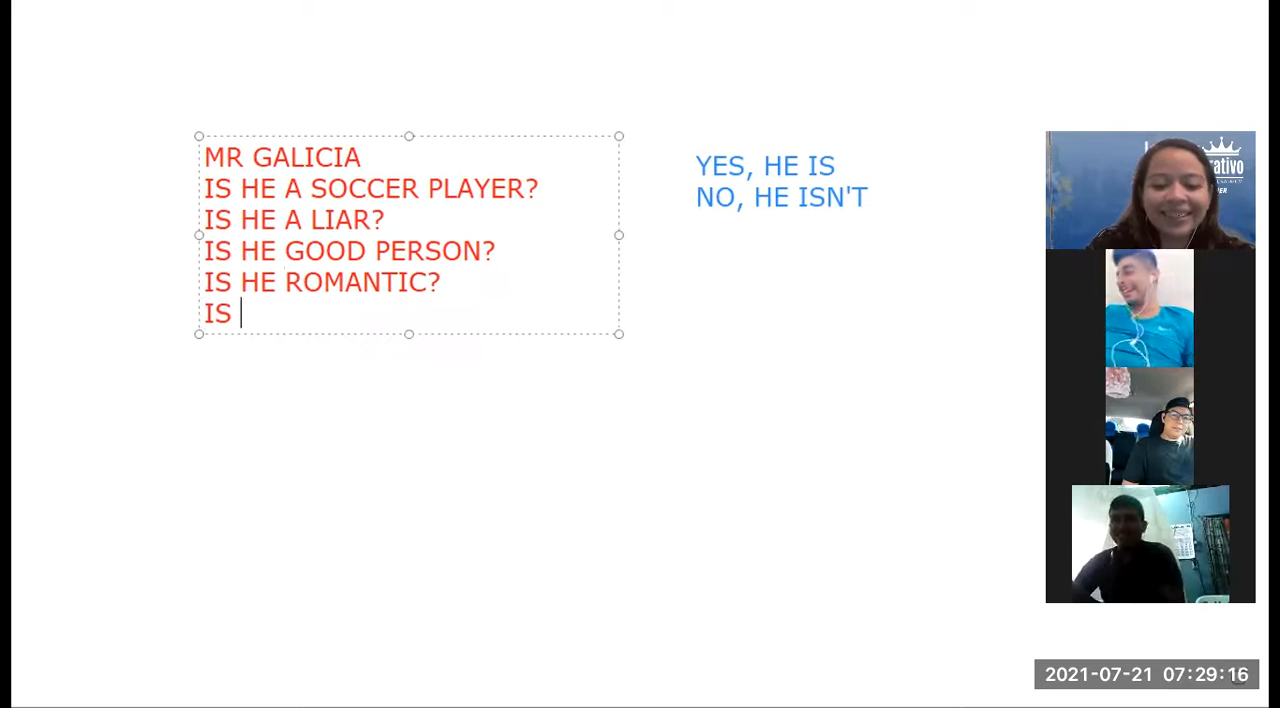 MR GALICIA
IS HE A SOCCER PLAYER?
IS HE A LIAR?
IS HE GOOD PERSON?
IS HE ROMANTIC?
IS
YES, HE IS
NO, HE ISN'T
2021-07-21 07:29:16